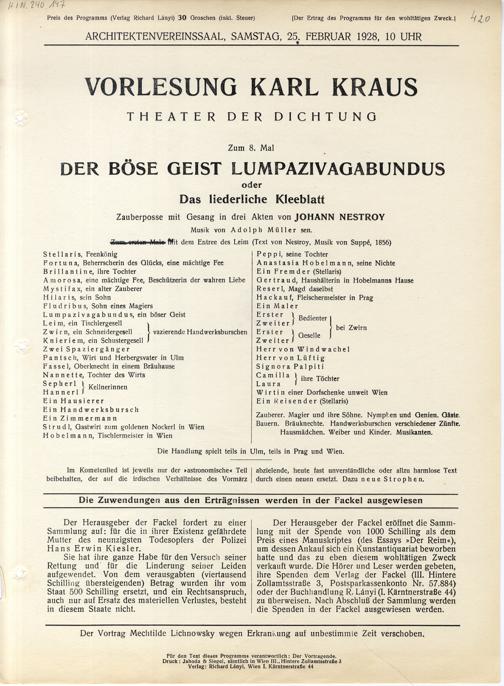 H.I.N. 240 147
420
Preis des Programms (Verlag Richard Lányi) 30 Groschen (inkl. Steuer)
[Der Ertrag des Programms für den wohltätigen Zweck.]
ARCHITEKTENVEREINSSAAL, SAMSTAG, 25. FEBRUAR 1928, 10 UHR
VORLESUNG KARL KRAUS
THEATER DER DICHTUNG
Zum 8. Mal
DER BÖSE GEIST LUMPAZIVAGABUNDUS
oder
Das liederliche Kleeblatt
Zauberposse mit Gesang in drei Akten von JOHANN NESTROY
Musik von Adolph Müller sen.
Zum ersten Male Mit dem Entree des Leim (Text von Nestroy, Musik von Suppé, 1856)
Stellaris, Feenkönig
Fortuna, Beherrscherin des Glücks, eine mächtige Fee
Brillantine, ihre Tochter
Amorosa, eine mächtige Fee, Beschützerin der wahren Liebe
Mystifax, ein alter Zauberer
Hilaris, sein Sohn
Fludribus, Sohn eines Magiers
Lumpazivagabundus, ein böser Geist
Leim, ein Tischlergesell
Zwirn, ein Schneidergesell
Knieriem, ein Schustergesell
vazierende Handwerksburschen
Zwei Spaziergänger
Pantsch, Wirt und Herbergsvater in Ulm
Fassel, Oberknecht in einem Bräuhause
Nannette, Tochter des Wirts
Sepherl
Hannerl
Kellnerinnen
Ein Hausierer
Ein Handwerksbursch
Ein Zimmermann
Strudl, Gastwirt zum goldenen Nockerl in Wien
Hobelmann, Tischlermeister in Wien
Peppi, seine Tochter
Anastasia Hobelmann, seine Nichte
Ein Fremder (Stellaris)
Gertraud, Haushälterin in Hobelmanns Hause
Reserl, Magd daselbst
Hackauf, Fleischermeister in Prag
Ein Maler
Erster
Zweiter
Bedienter
Erster
Zweiter
Geselle
bei Zwirn
Herr von Windwachel
Herr von Lüftig
Signora Palpiti
Camilla
Laura
ihre Töchter
Wirtin einer Dorfschenke unweit Wien
Ein Reisender (Stellaris)
Zauberer. Magier und ihre Söhne. Nymphen und Genien. Gäste.
Bauern. Bräuknechte. Handwerksburschen verschiedener Zünfte.
Hausmädchen. Weiber und Kinder. Musikanten.
Die Handlung spielt teils in Ulm, teils in Prag und Wien.
Im Kometenlied ist jeweils nur der »astronomische« Teil
beibehalten, der auf die irdischen Verhältnisse des Vormärz
abzielende, heute fast unverständliche oder allzu harmlose Text
durch einen neuen ersetzt. Dazu neue Strophen.
Die Zuwendungen aus den Erträgnissen werden in der Fackel ausgewiesen
Der Herausgeber der Fackel fordert zu einer
Sammlung auf: für die in ihrer Existenz gefährdete
Mutter des neunzigsten Todesopfers der Polizei
Hans Erwin Kiesler.
Sie hat ihre ganze Habe für den Versuch seiner
Rettung und für die Linderung seiner Leiden
aufgewendet. Von dem verausgabten (viertausend
Schilling übersteigenden) Betrag wurden ihr vom
Staat 500 Schilling ersetzt, und ein Rechtsanspruch,
auch nur auf Ersatz des materiellen Verlustes, besteht
in diesem Staate nicht.
Der Herausgeber der Fackel eröffnet die Samm-
lung mit der Spende von 1000 Schilling als dem
Preis eines Manuskriptes (des Essays »Der Reim«),
um dessen Ankauf sich ein Kunstantiquariat beworben
hatte und das zu eben diesem wohltätigen Zweck
verkauft wurde. Die Hörer und Leser werden gebeten,
ihre Spenden dem Verlag der Fackel (III. Hintere
Zollamtsstraße 3, Postsparkassenkonto Nr. 57.884)
oder der Buchhandlung R. Lányi (I. Kärntnerstraße 44)
zu überweisen. Nach Abschluß der Sammlung werden
die Spenden in der Fackel ausgewiesen werden.
Der Vortrag Mechtilde Lichnowsky wegen Erkrankung auf unbestimmte Zeit verschoben.
Für den Text dieses Programms verantwortlich: Der Vortragende.
Druck: Jahoda & Siegel, sämtlich in Wien III., Hintere Zollamtsstraße 3
Verlag: Richard Lányi, Wien I. Kärntnerstraße 44